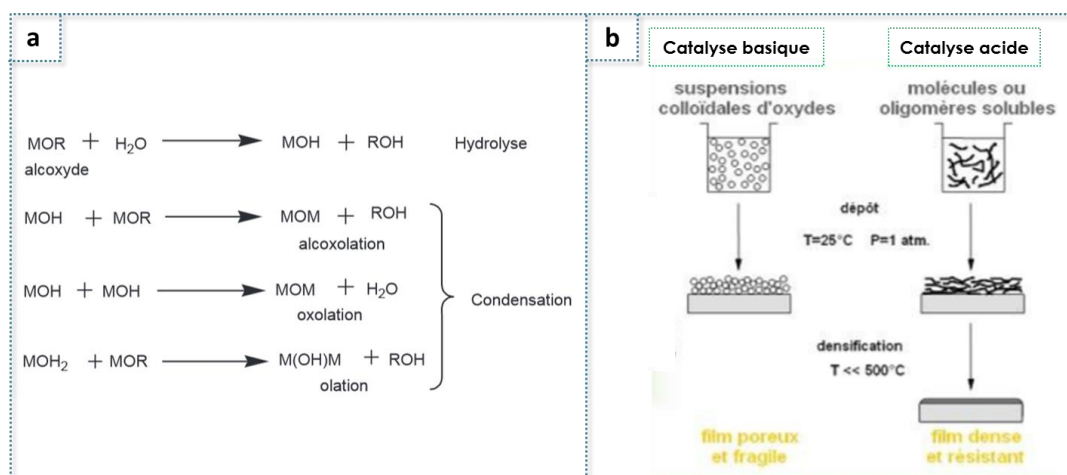 a
MOR + H₂O ⟶ MOH + ROH Hydrolyse
alcoxyde
MOH + MOR ⟶ MOM + ROH
alcoxolation
MOH + MOH ⟶ MOM + H₂O
oxolation
Condensation
MOH₂ + MOR ⟶ M(OH)M + ROH
olation
b
Catalyse basique
suspensions
colloïdales d'oxydes
Catalyse acide
molécules ou
oligomères solubles
dépôt
T=25°C P=1 atm.
densification
T << 500°C
film poreux
et fragile
film dense
et résistant